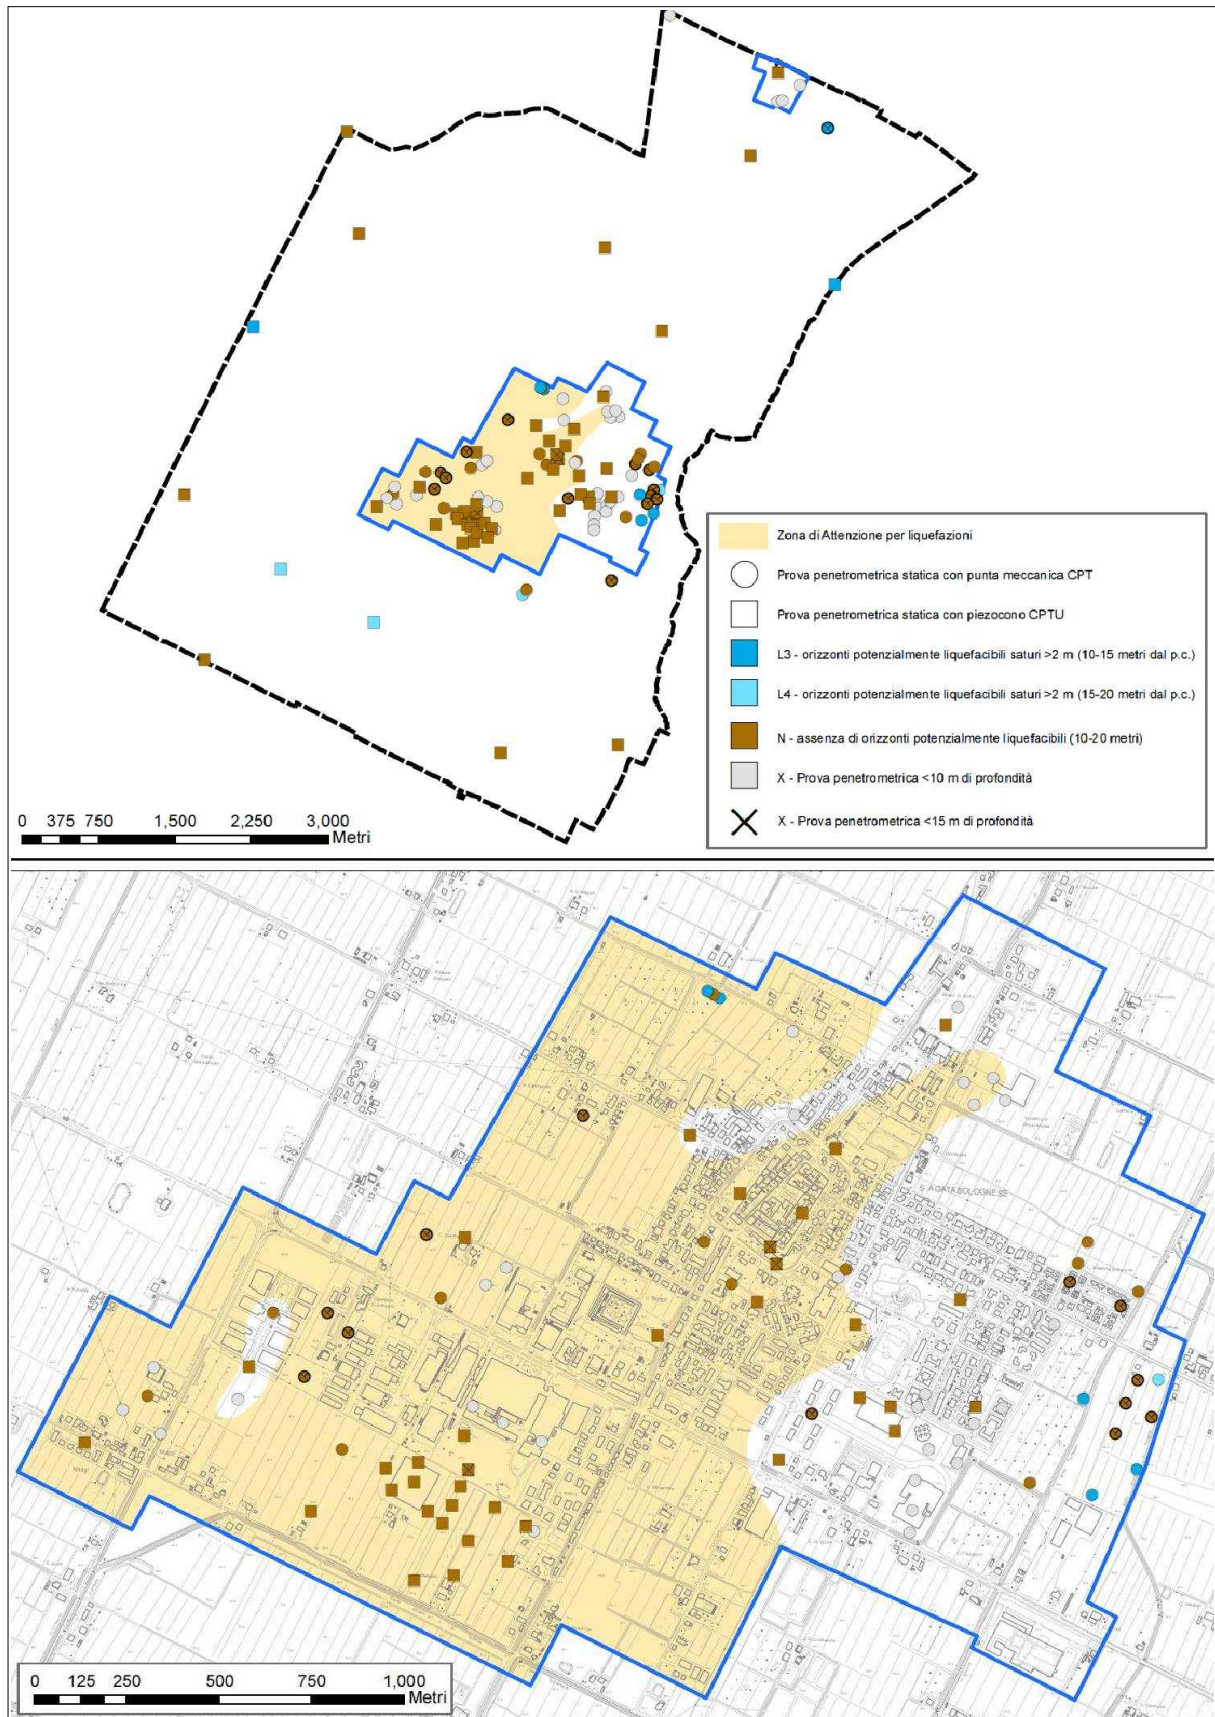 Zona di Attenzione per liquefazioni
Prova penetrometrica statica con punta meccanica CPT
Prova penetrometrica statica con piezocono CPTU
L3 - orizzonti potenzialmente liquefacibili saturi >2 m (10-15 metri dal p.c.)
L4 - orizzonti potenzialmente liquefacibili saturi >2 m (15-20 metri dal p.c.)
N - assenza di orizzonti potenzialmente liquefacibili (10-20 metri)
X - Prova penetrometrica <10 m di profondità
X - Prova penetrometrica <15 m di profondità
0 375 750 1,500 2,250 3,000
Metri
S. AGATA BOLOGNESE
0 125 250 500 750 1,000
Metri